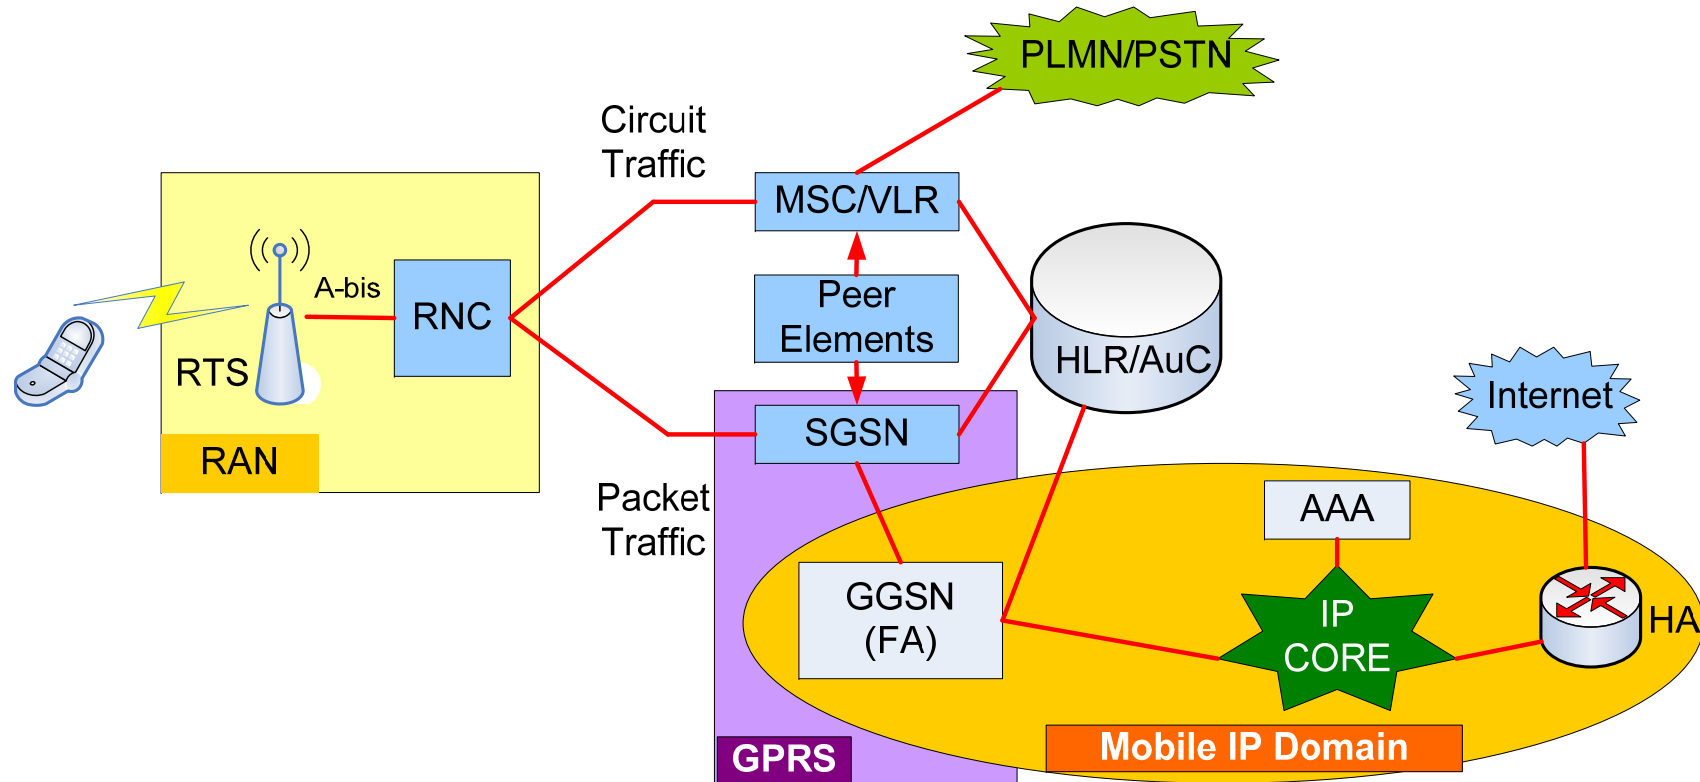 PLMN/PSTN
Circuit
Traffic
MSC/VLR
A-bis
RNC
Peer
Elements
RTS
HLR/AuC
Internet
SGSN
RAN
Packet
Traffic
AAA
GGSN
(FA)
IP
CORE
HA
GPRS
Mobile IP Domain